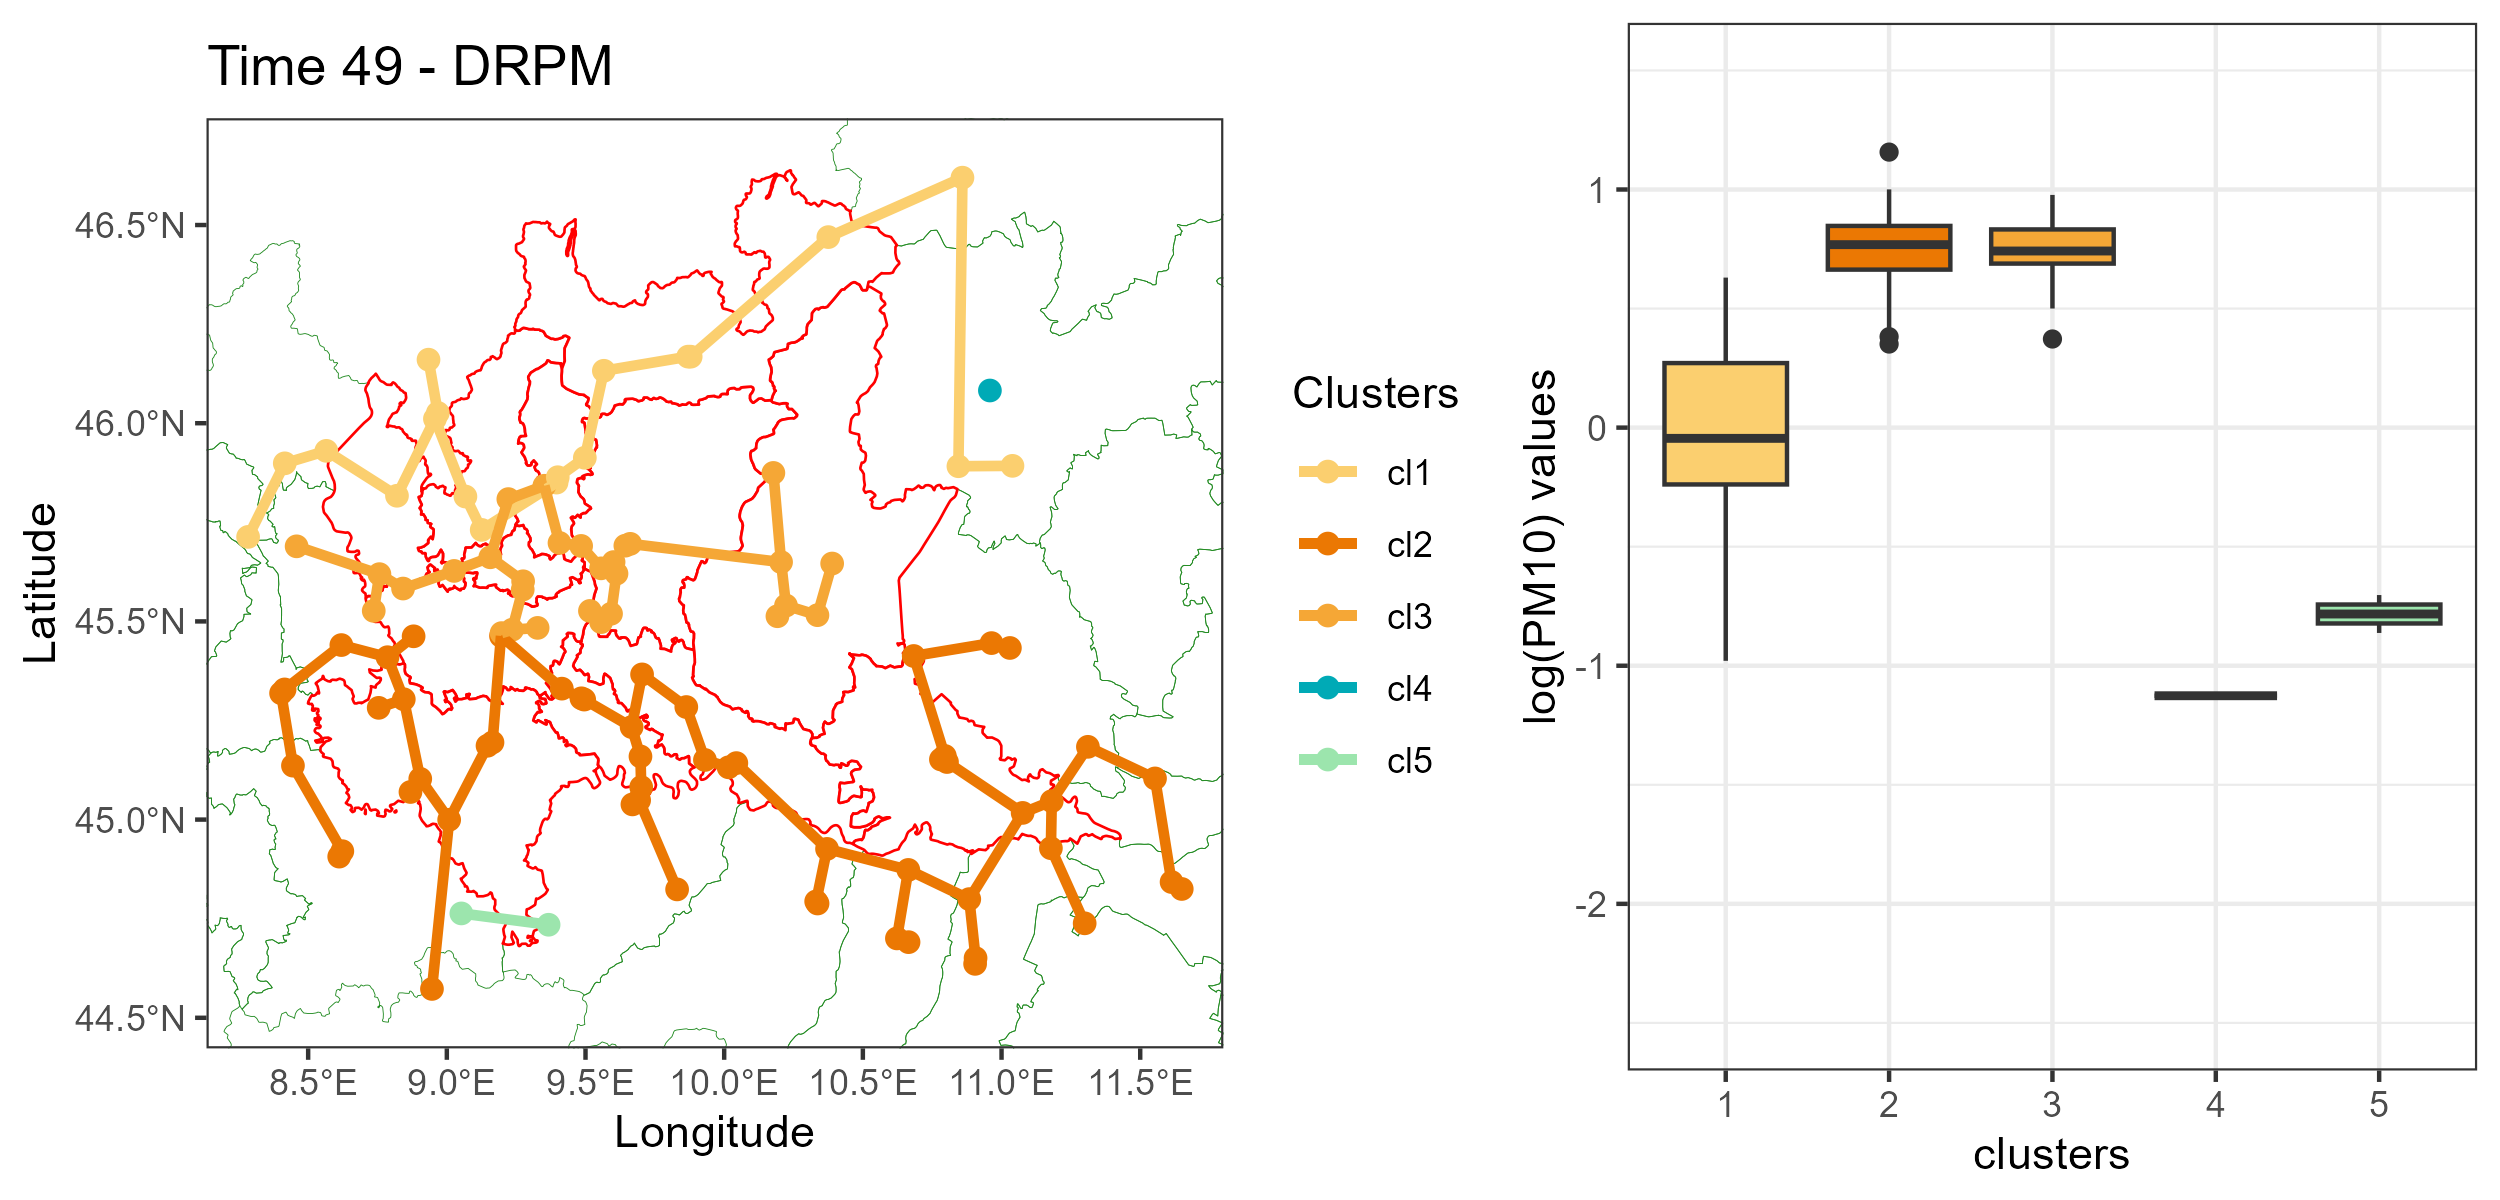 Time 49 - DRPM
46.5°N
46.0°N
45.5°N
45.0°N
44.5°N
Latitude
8.5°E 9.0°E 9.5°E 10.0°E 10.5°E 11.0°E 11.5°E
Longitude
Clusters
cl1
cl2
cl3
cl4
cl5
log(PM10) values
1
0
-1
-2
1 2 3 4 5
clusters